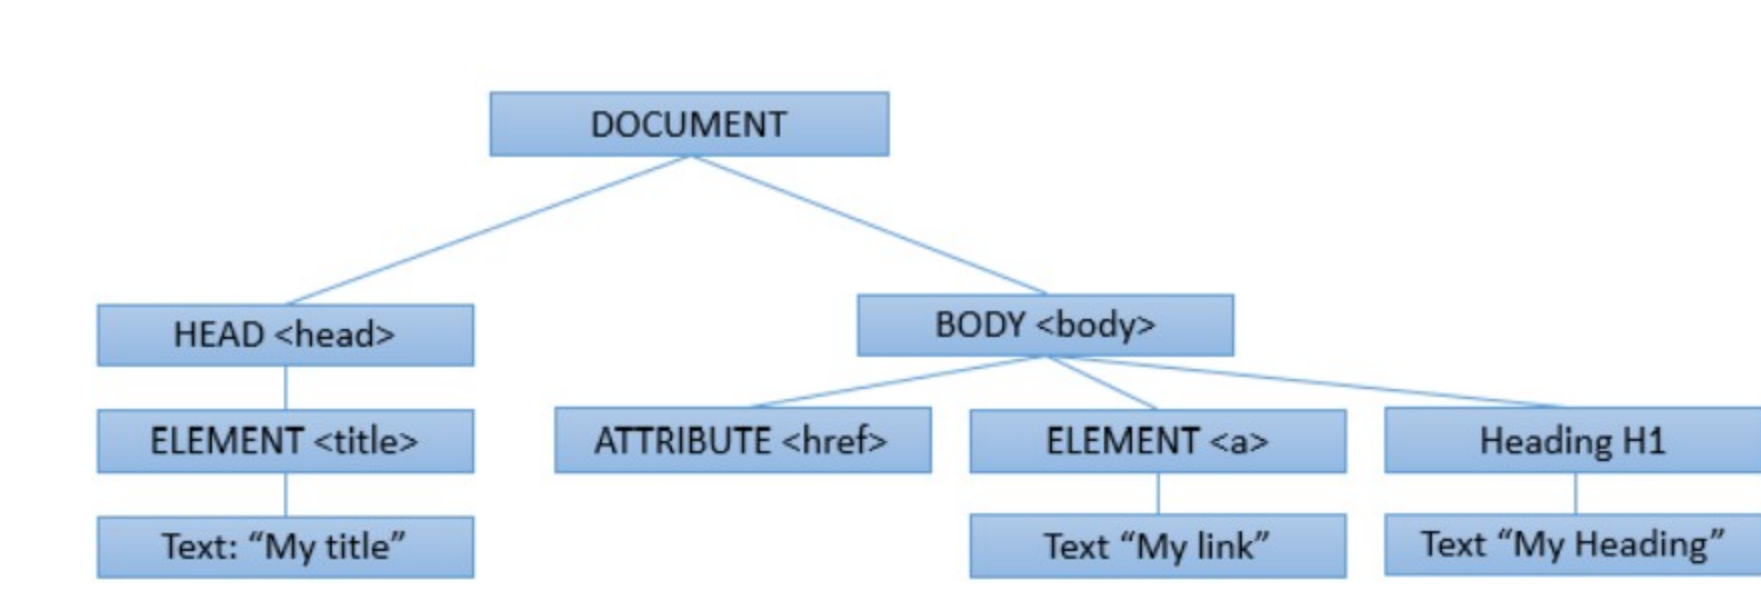 DOCUMENT
HEAD <head>
BODY <body>
ELEMENT <title>
ATTRIBUTE <href>
ELEMENT <a>
Heading H1
Text: “My title”
Text “My link”
Text “My Heading”